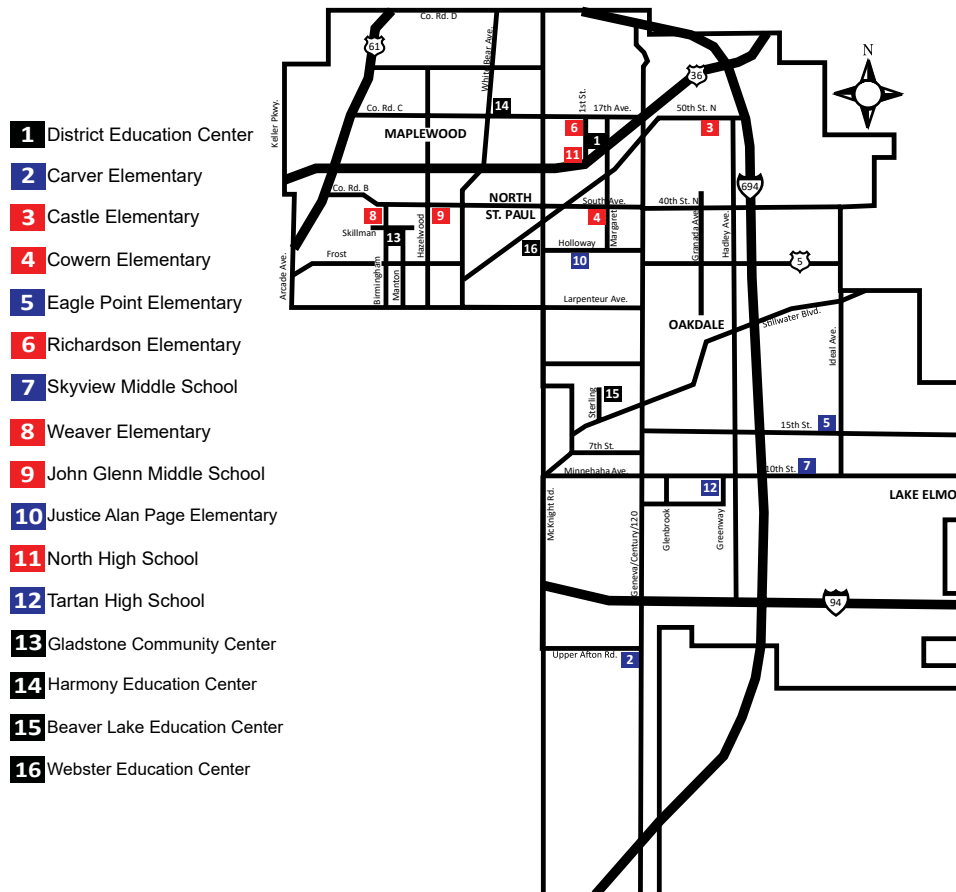 1 District Education Center
2 Carver Elementary
3 Castle Elementary
4 Cowern Elementary
5 Eagle Point Elementary
6 Richardson Elementary
7 Skyview Middle School
8 Weaver Elementary
9 John Glenn Middle School
10 Justice Alan Page Elementary
11 North High School
12 Tartan High School
13 Gladstone Community Center
14 Harmony Education Center
15 Beaver Lake Education Center
16 Webster Education Center
Co. Rd. D
61
White Bear Ave.
36
N
Keller Pkwy.
14
Co. Rd. C
1st St.
17th Ave.
50th St. N
6
3
MAPLEWOOD
1
11
694
Co. Rd. B
NORTH
ST. PAUL
South Ave.
40th St. N
8
9
4
Skillman
13
Hazelwood
Margaret
Granada Ave.
Hadley Ave.
16
Holloway
10
Frost
5
Arcade Ave.
Birmingham
Manton
Larpenteur Ave.
OAKDALE
Stillwater Blvd.
Ideal Ave.
Sterling
15
15th St.
5
7th St.
Minnehaha Ave.
10th St.
7
12
LAKE ELMO
McKnight Rd.
Geneva/Century/120
Glenbrook
Greenway
94
Upper Afton Rd.
2